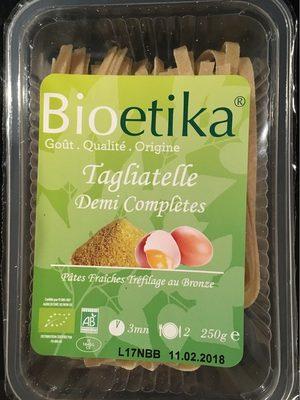 Bioetika®
Goût . Qualité . Origine
Tagliatelle
Demi Complètes
Pâtes Fraîches Tréfilage au Bronze
AB
3mn
2
250g e
L17NBB 11.02.2018